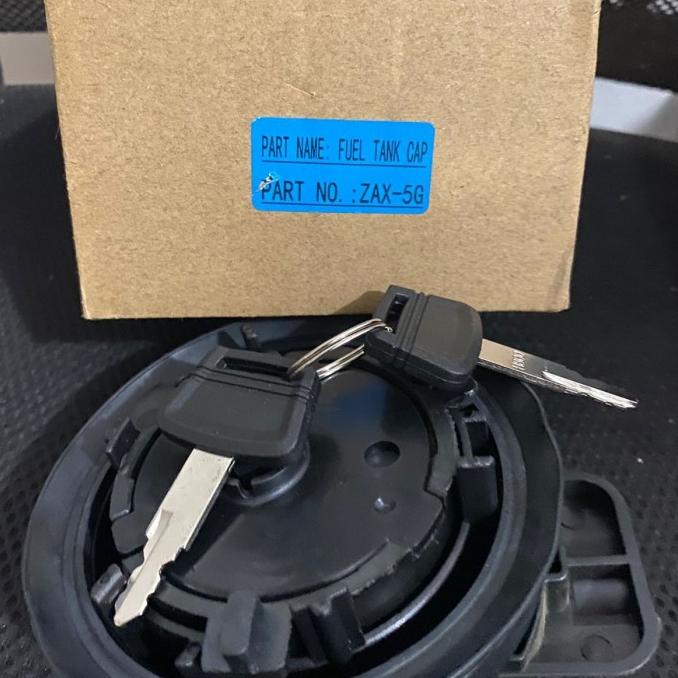 PART NAME: FUEL TANK CAP
PART NO. :ZAX-5G